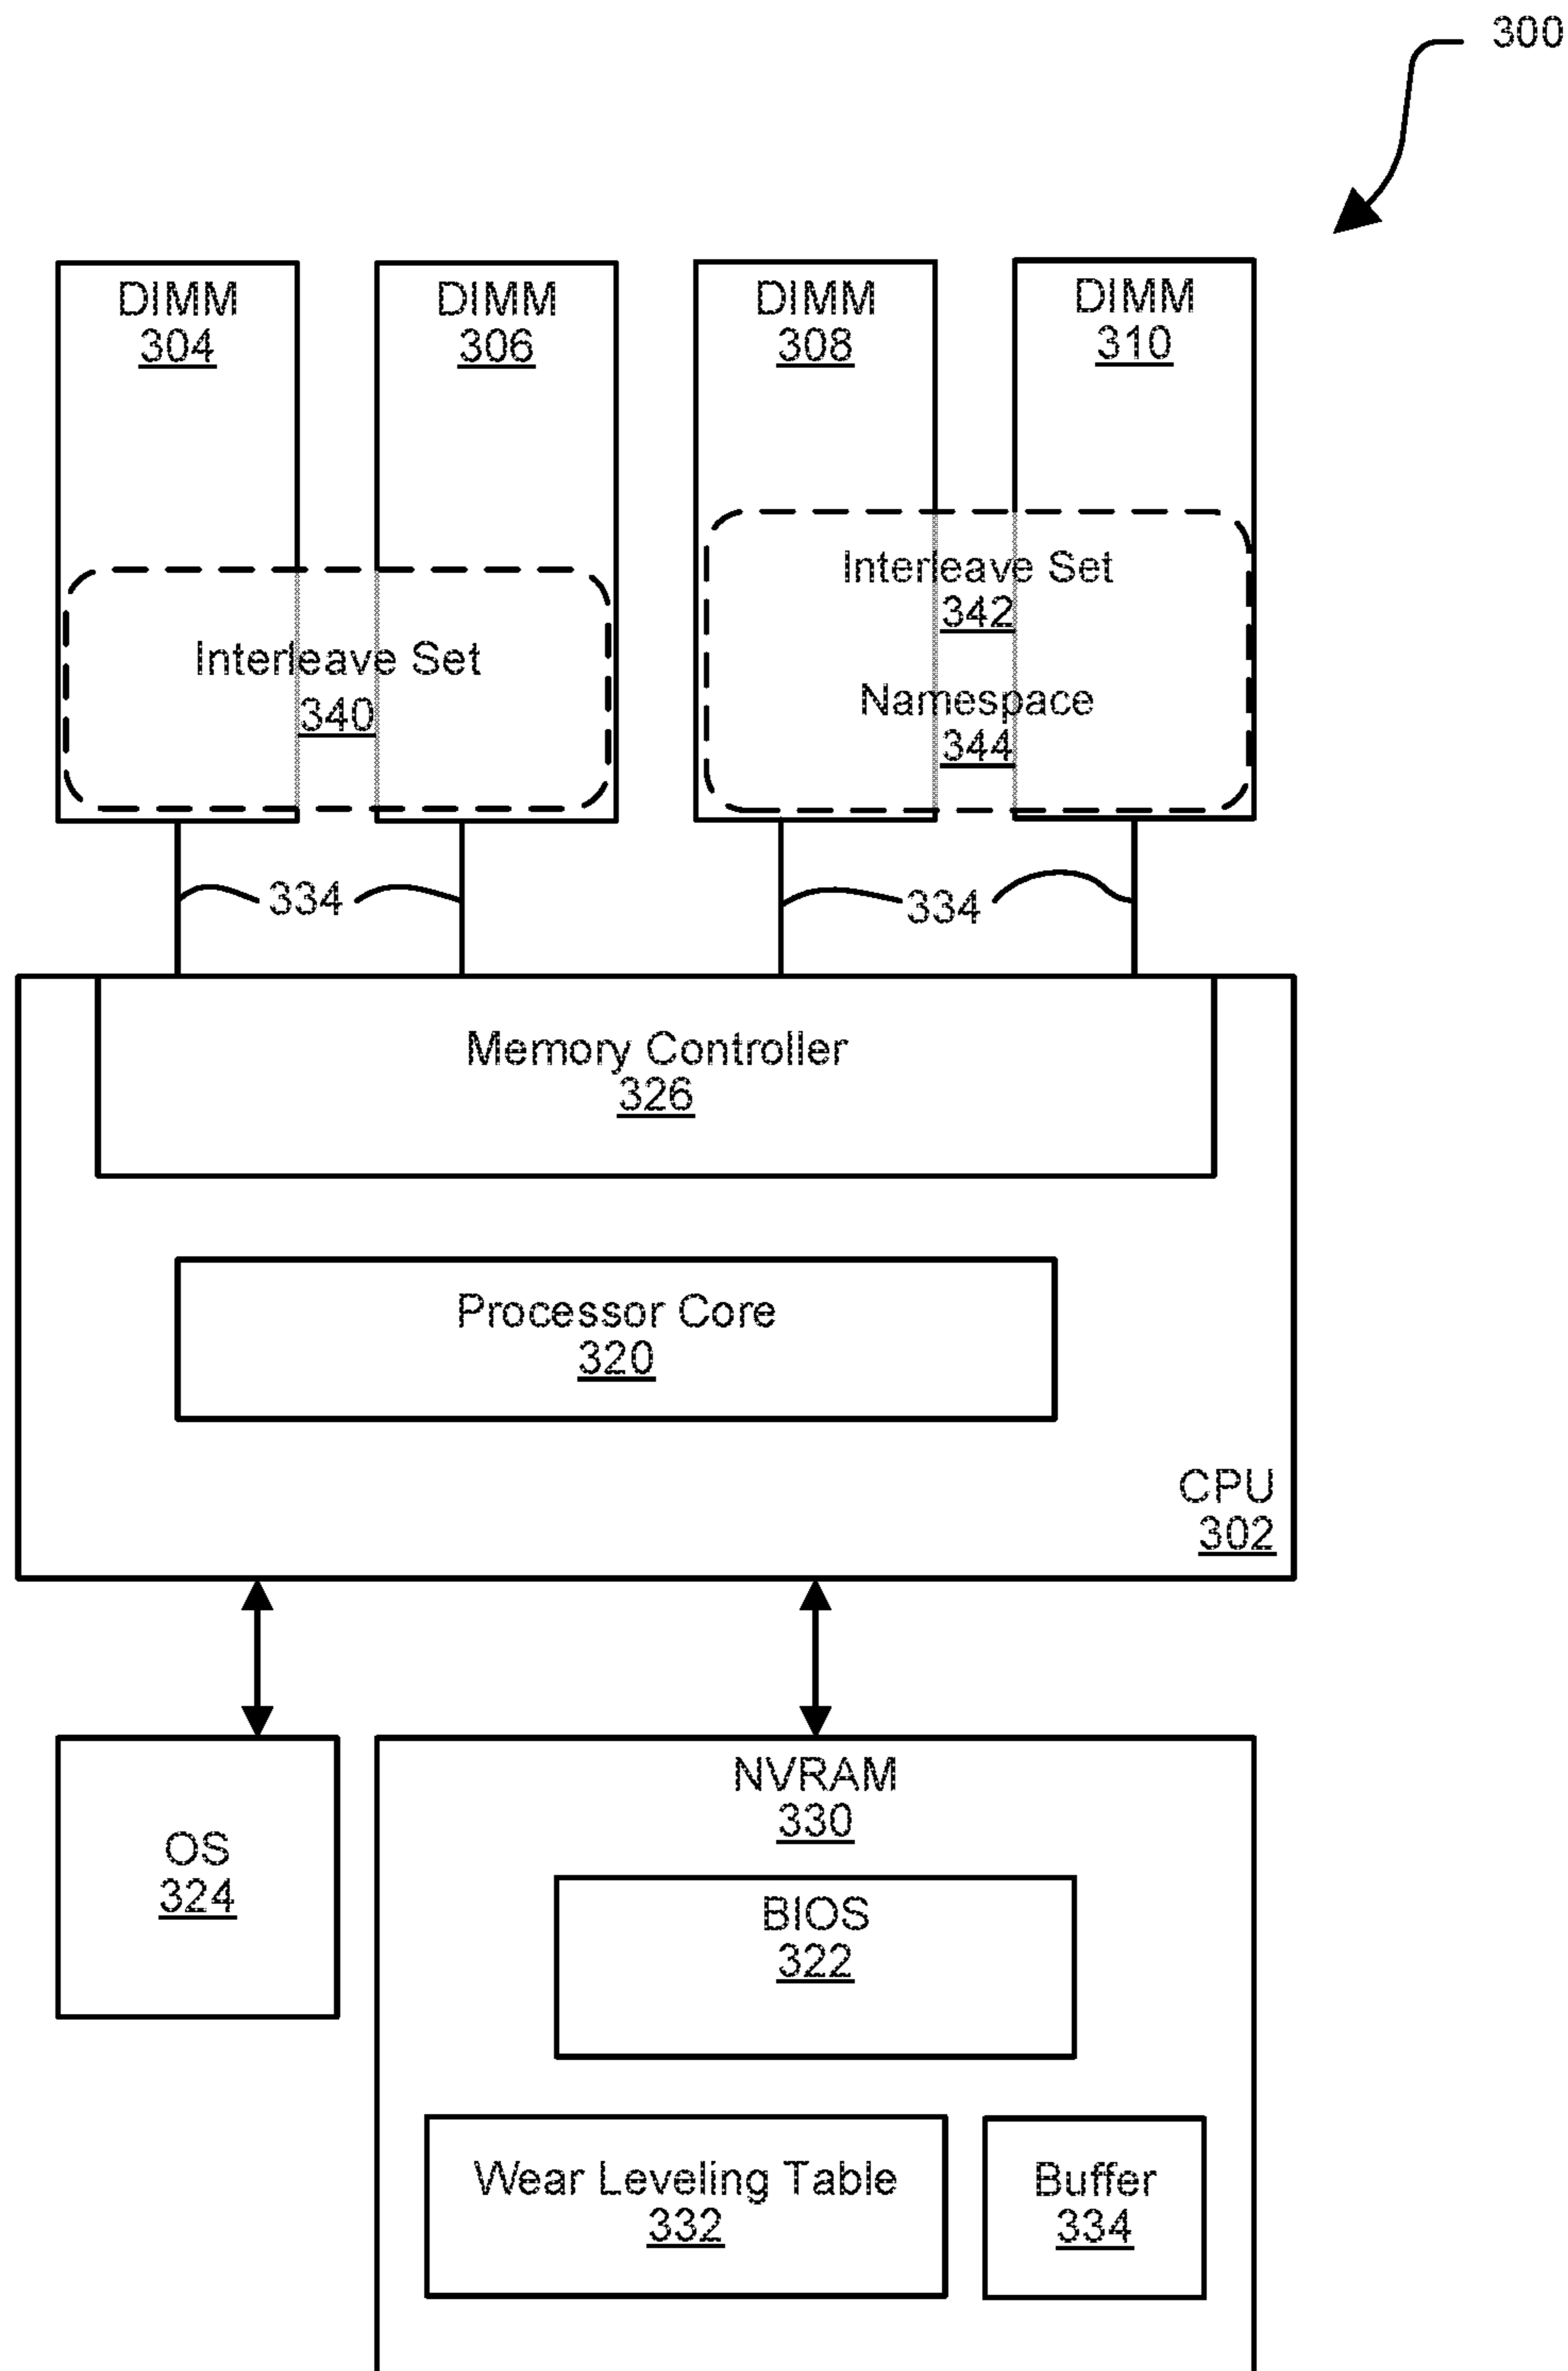 300
DIMM
304
DIMM
306
DIMM
308
DIMM
310
Interleave Set
340
Interleave Set
342
Namespace
344
334
334
Memory Controller
326
Processor Core
320
CPU
302
OS
324
NVRAM
330
BIOS
322
Wear Leveling Table
332
Buffer
334